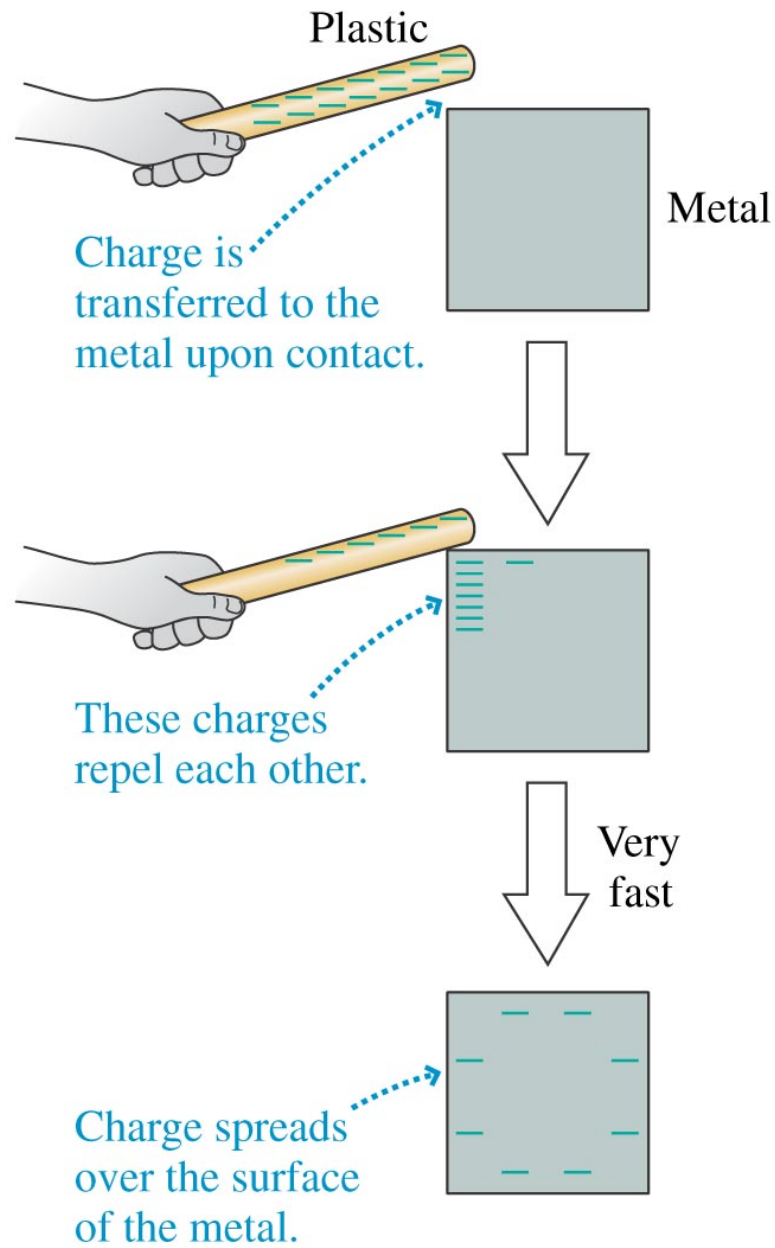 Plastic
Metal
Charge is
transferred to the
metal upon contact.
These charges
repel each other.
Very
fast
Charge spreads
over the surface
of the metal.